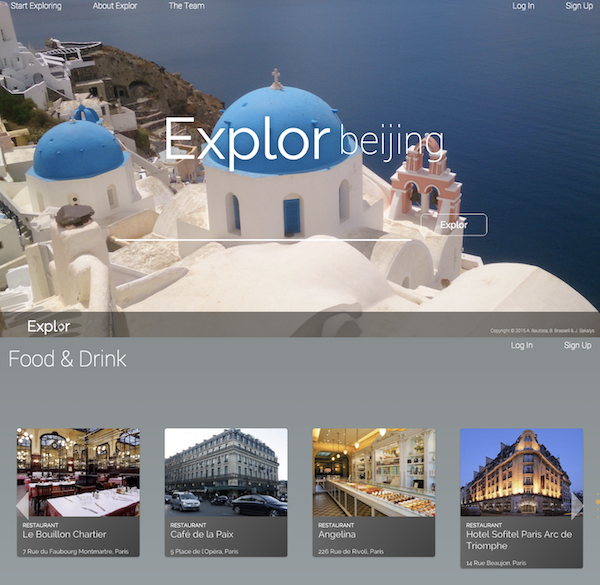 Start Exploring About Explor The Team Log In Sign Up
Explor beijing
Explor
Explor
Copyright © 2015 A. Bautista, B. Brassell & J. Sekelys
Log In Sign Up
Food & Drink
RESTAURANT
Le Bouillon Chartier
7 Rue du Faubourg Montmartre, Paris
RESTAURANT
Café de la Paix
5 Place de l'Opéra, Paris
RESTAURANT
Angelina
226 Rue de Rivoli, Paris
RESTAURANT
Hotel Sofitel Paris Arc de
Triomphe
14 Rue Beaujon, Paris